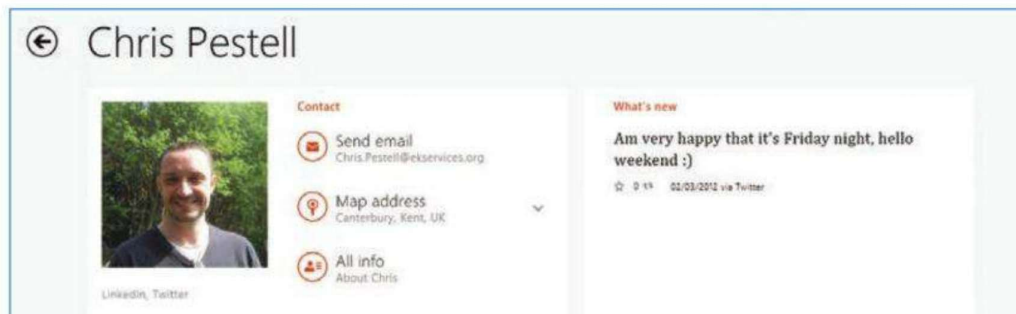 Chris Pestell
Contact
Send email
Chris.Pestell@ekservices.org
Map address
Canterbury, Kent, UK
All info
About Chris
LinkedIn, Twitter
What's new
Am very happy that it's Friday night, hello
weekend :)
02/03/2012 via Twitter